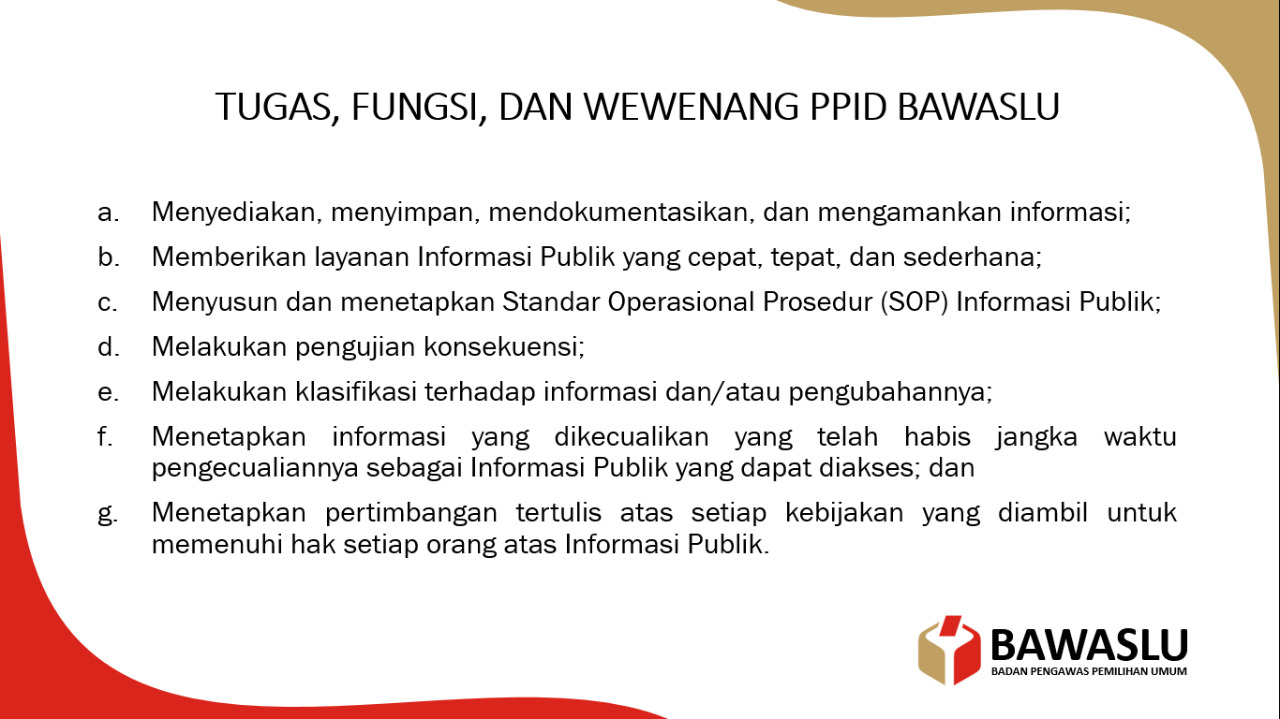 TUGAS, FUNGSI, DAN WEWENANG PPID BAWASLU
a. Menyediakan, menyimpan, mendokumentasikan, dan mengamankan informasi;
b. Memberikan layanan Informasi Publik yang cepat, tepat, dan sederhana;
c. Menyusun dan menetapkan Standar Operasional Prosedur (SOP) Informasi Publik;
d. Melakukan pengujian konsekuensi;
e. Melakukan klasifikasi terhadap informasi dan/atau pengubahannya;
f. Menetapkan informasi yang dikecualikan yang telah habis jangka waktu
pengecualiannya sebagai Informasi Publik yang dapat diakses; dan
g. Menetapkan pertimbangan tertulis atas setiap kebijakan yang diambil untuk
memenuhi hak setiap orang atas Informasi Publik.
BAWASLU
BADAN PENGAWAS PEMILIHAN UMUM